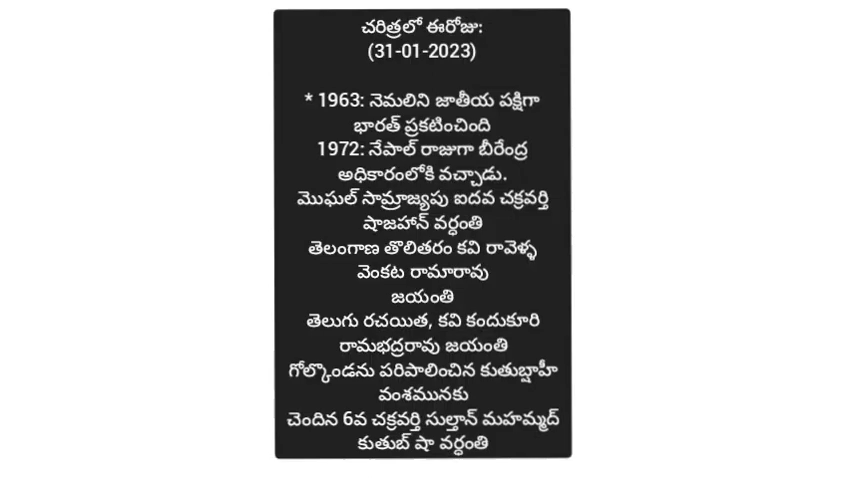 చరిత్రలో ఈరోజు:
(31-01-2023)
* 1963: నెమలిని జాతీయ పక్షిగా
భారత్ ప్రకటించింది
1972: నేపాల్ రాజుగా బీరేంద్ర
అధికారంలోకి వచ్చాడు.
మొఘల్ సామ్రాజ్యపు ఐదవ చక్రవర్తి
షాజహాన్ వర్ధంతి
తెలంగాణ తొలితరం కవి రావెళ్ళ
వెంకట రామారావు
జయంతి
తెలుగు రచయిత, కవి కందుకూరి
రామభద్రరావు జయంతి
గోల్కొండను పరిపాలించిన కుతుబ్షాహీ
వంశమునకు
చెందిన 6వ చక్రవర్తి సుల్తాన్ మహమ్మద్
కుతుబ్ షా వర్ధంతి